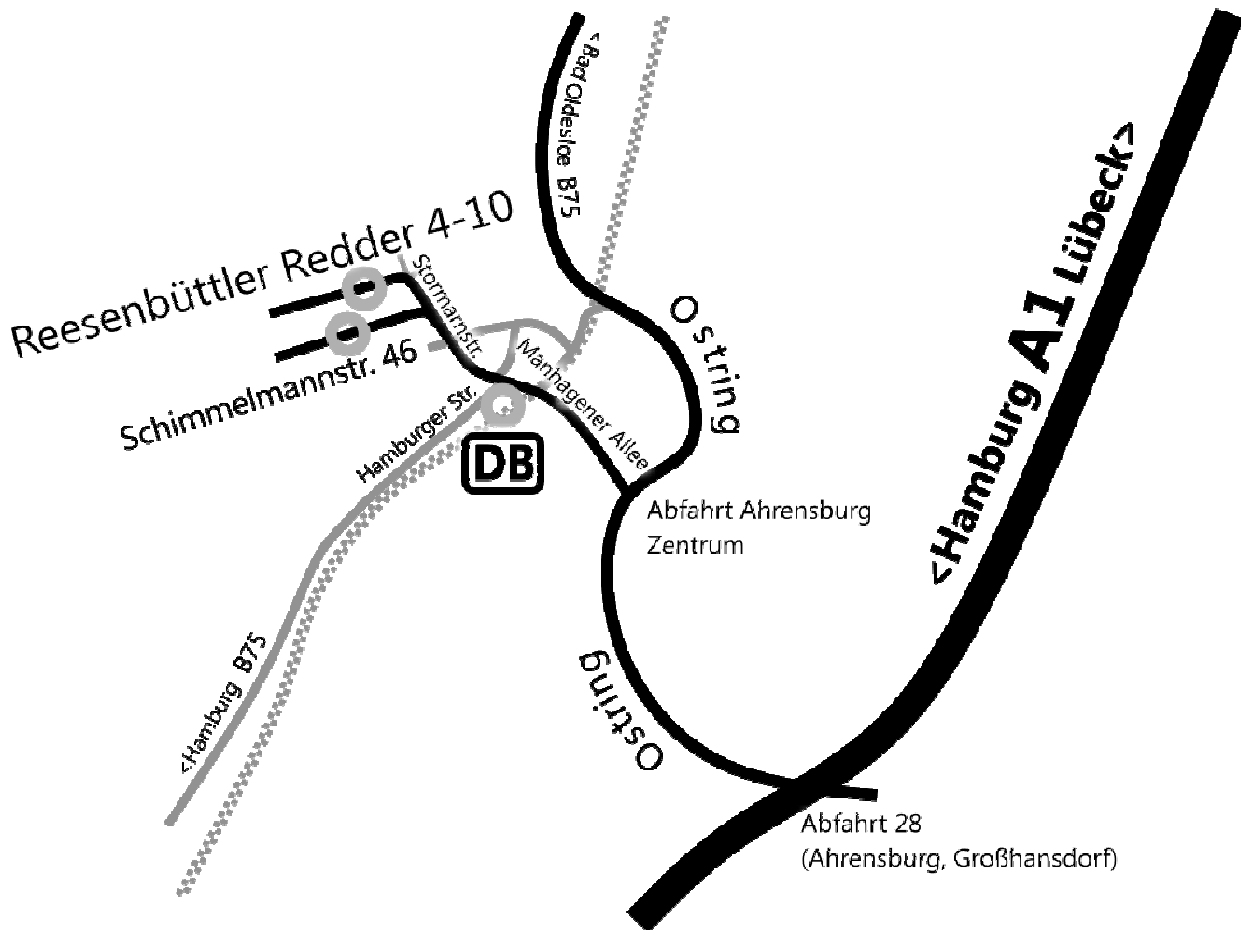 <Bad Oldesloe B75
<Hamburg A1 Lübeck>
Reesenbüttler Redder 4-10
Stormarnstr.
Ostring
Schimmelmannstr. 46
Manhagener Allee
Hamburger Str.
DB
Abfahrt Ahrensburg
Zentrum
<Hamburg B75
Ostring
Abfahrt 28
(Ahrensburg, Großhansdorf)